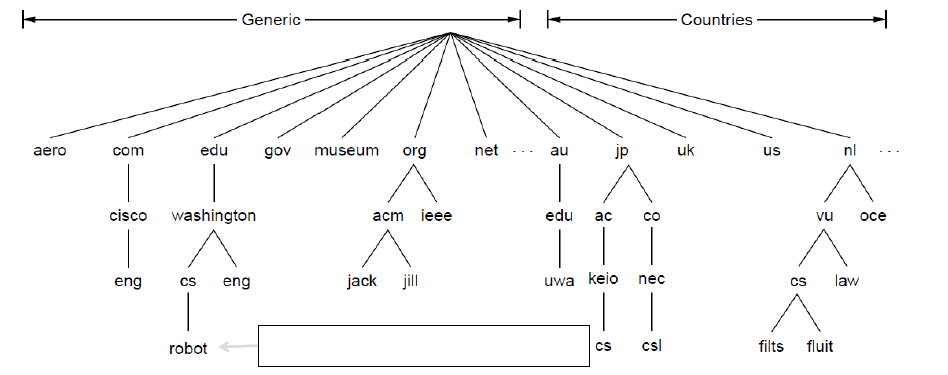 Generic Countries
aero com edu gov museum org net ... au jp uk us nl ...
cisco washington acm ieee edu ac co vu oce
eng cs eng jack jill uwa keio nec cs law
robot cs csl filts fluit